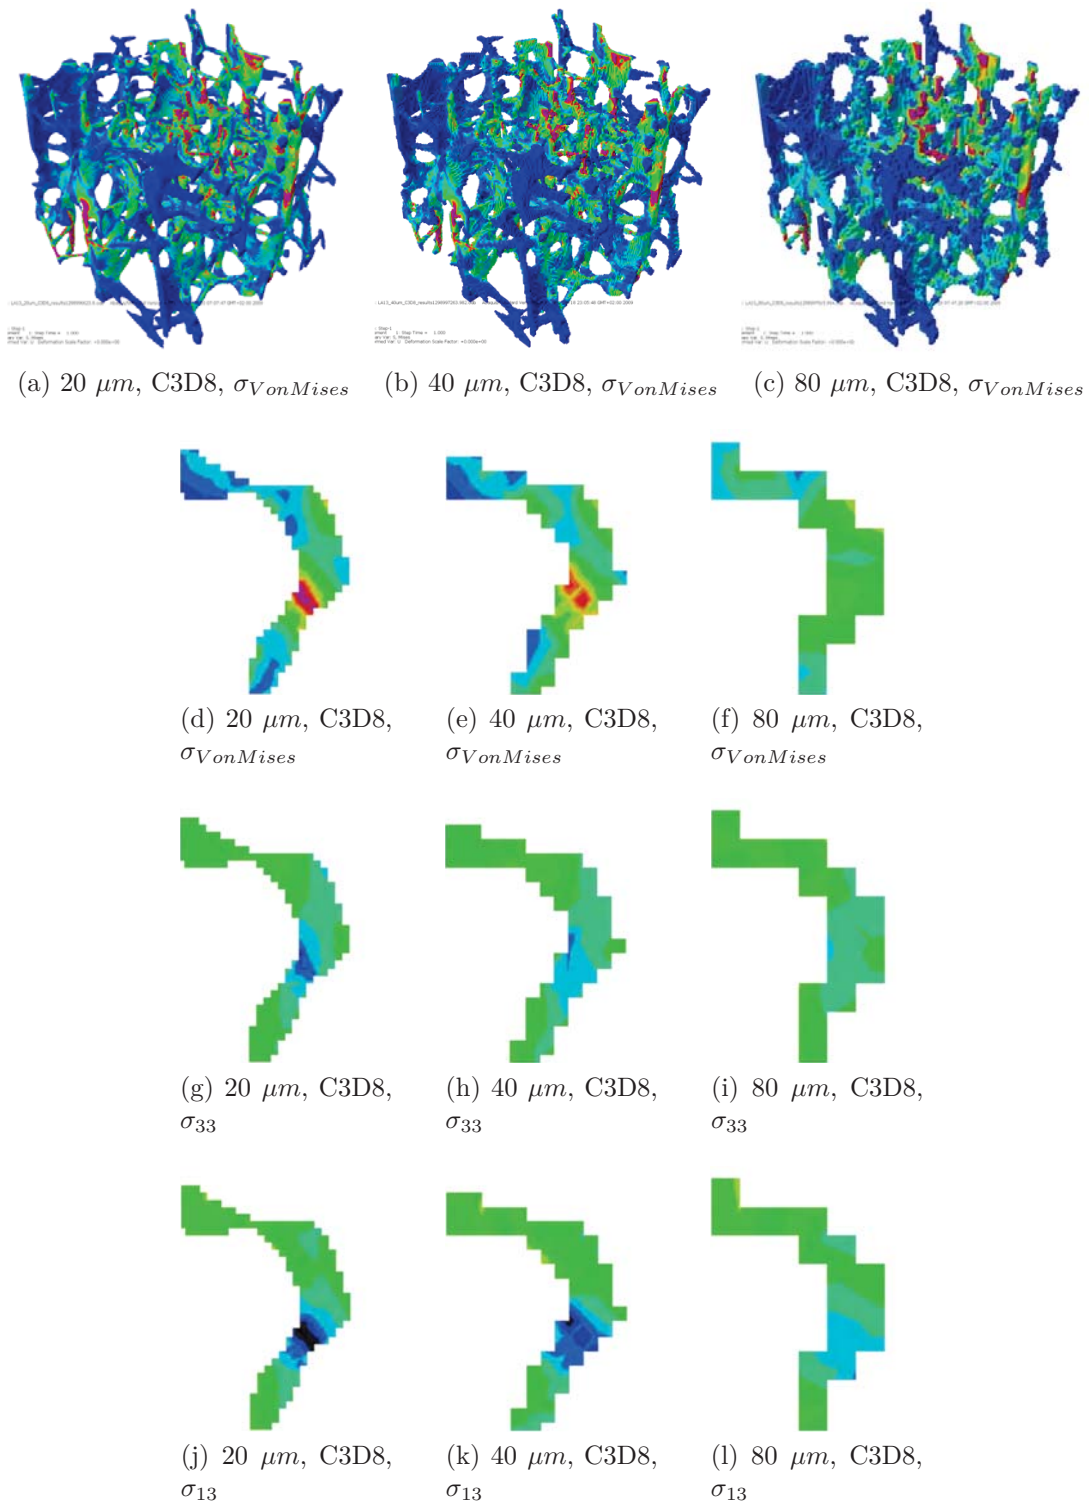 (a) 20 μm, C3D8, σVonMises
(b) 40 μm, C3D8, σVonMises
(c) 80 μm, C3D8, σVonMises
(d) 20 μm, C3D8,
σVonMises
(e) 40 μm, C3D8,
σVonMises
(f) 80 μm, C3D8,
σVonMises
(g) 20 μm, C3D8,
σ33
(h) 40 μm, C3D8,
σ33
(i) 80 μm, C3D8,
σ33
(j) 20 μm, C3D8,
σ13
(k) 40 μm, C3D8,
σ13
(l) 80 μm, C3D8,
σ13